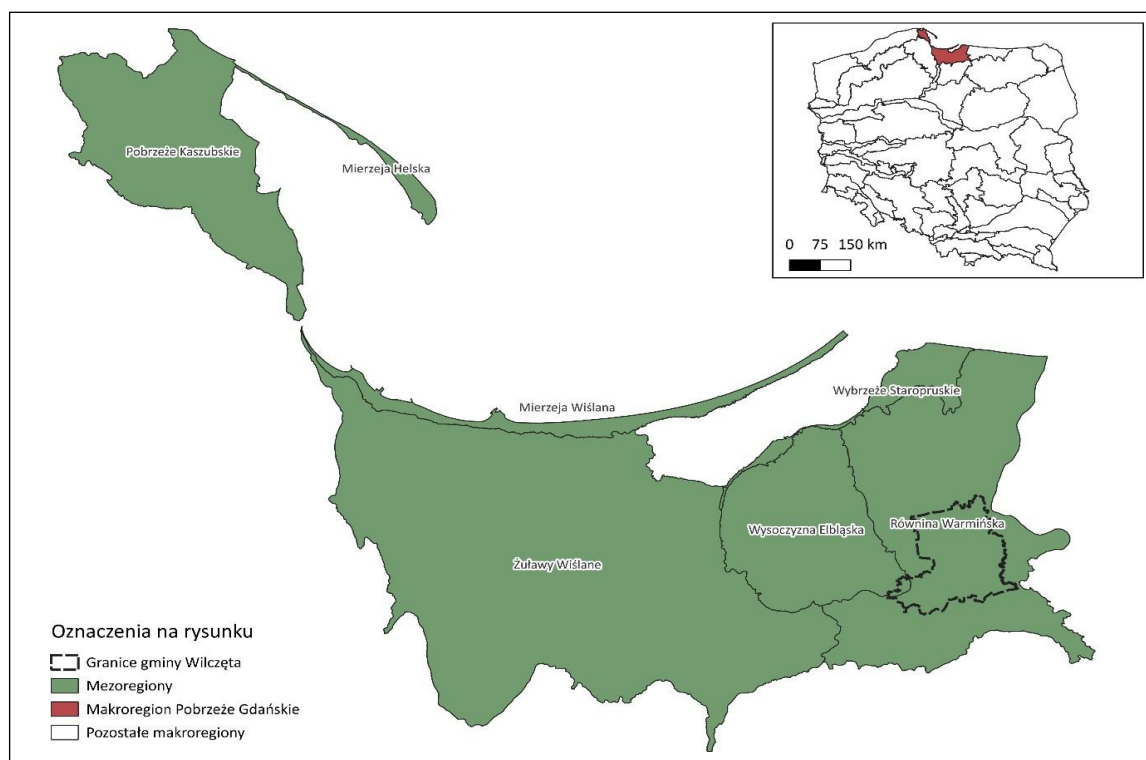 Pobrzeże Kaszubskie
Mierzeja Helska
0 75 150 km
Wybrzeże Staropruskie
Mierzeja Wiślana
Równina Warmińska
Wysoczyzna Elbląska
Żuławy Wiślane
Oznaczenia na rysunku
Granice gminy Wilczęta
Mezoregiony
Makroregion Pobrzeże Gdańskie
Pozostałe makroregiony